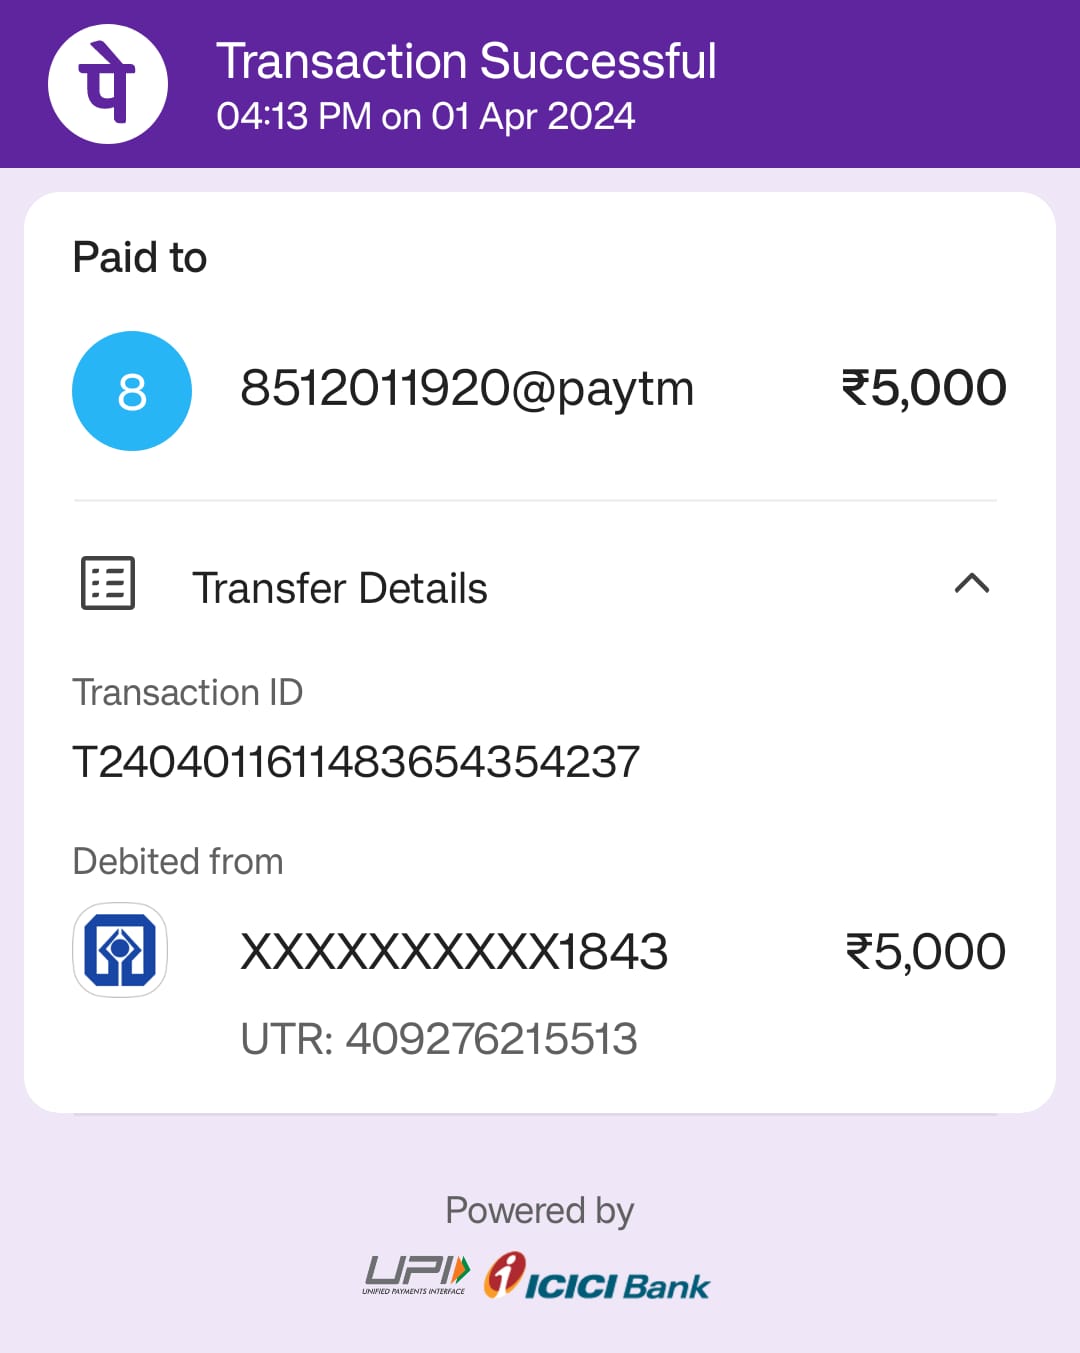 पे
Transaction Successful
04:13 PM on 01 Apr 2024
Paid to
8
8512011920@paytm ₹5,000
Transfer Details
Transaction ID
T2404011611483654354237
Debited from
XXXXXXXXXX1843 ₹5,000
UTR: 409276215513
Powered by
UPI
UNIFIED PAYMENTS INTERFACE
i ICICI Bank